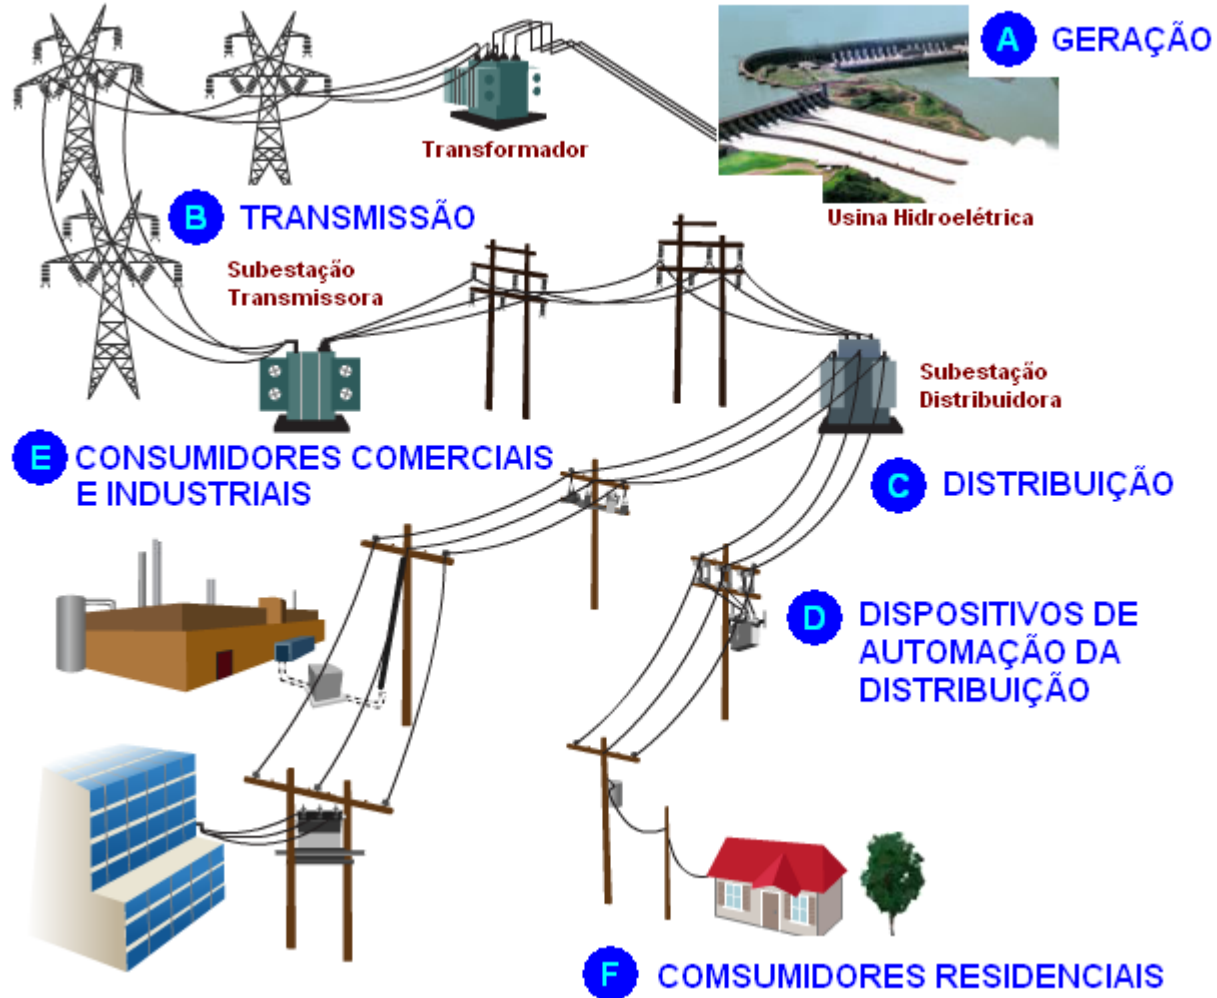 A GERAÇÃO
Transformador
Usina Hidroelétrica
B TRANSMISSÃO
Subestação
Transmissora
Subestação
Distribuidora
E CONSUMIDORES COMERCIAIS
E INDUSTRIAIS
C DISTRIBUIÇÃO
D DISPOSITIVOS DE
AUTOMAÇÃO DA
DISTRIBUIÇÃO
F COMSUMIDORES RESIDENCIAIS